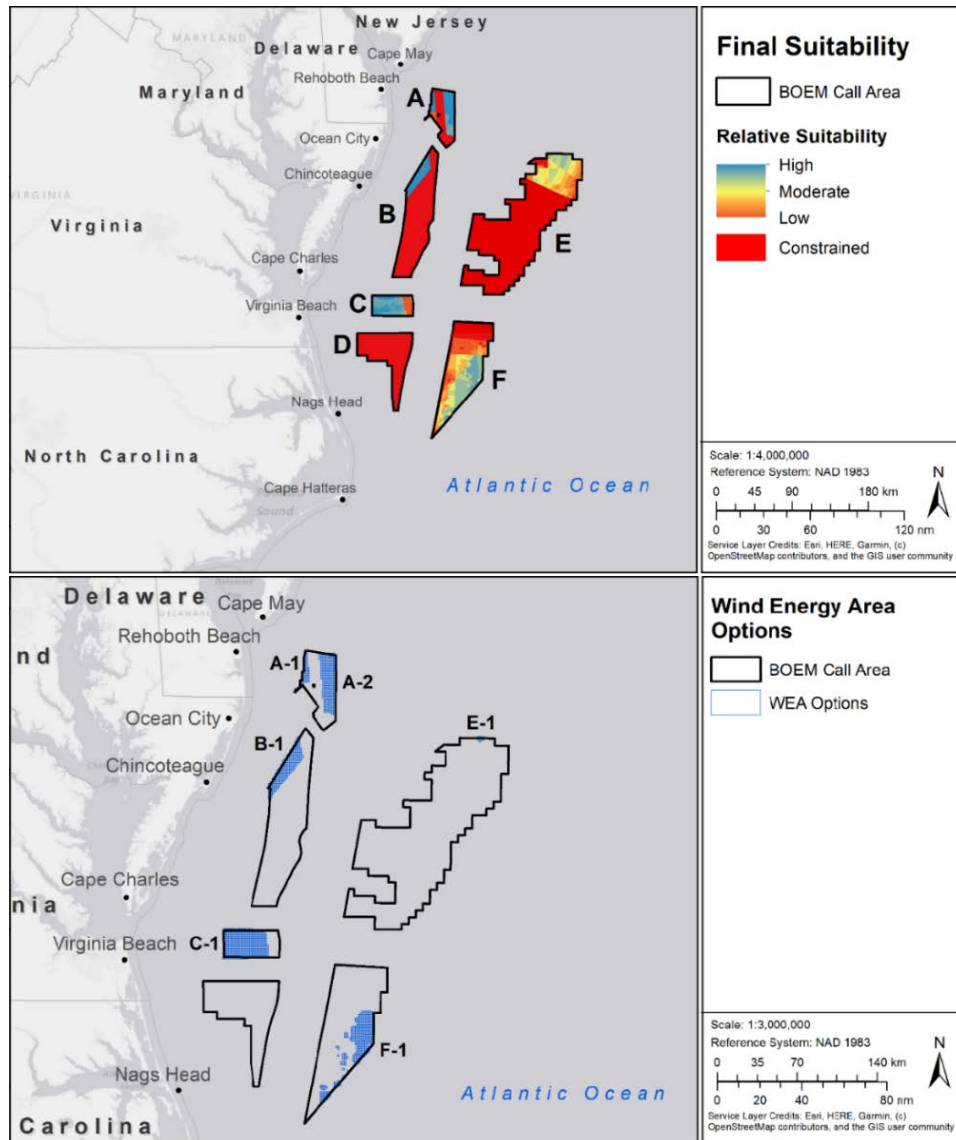 New Jersey
MARYLAND
Delaware
Cape May
Rehoboth Beach
Maryland
A
Ocean City
Chincoteague
VIRGINIA
B
Virginia
E
Cape Charles
C
Virginia Beach
D
F
Nags Head
North Carolina
Atlantic Ocean
Cape Hatteras
Sound
Final Suitability
BOEM Call Area
Relative Suitability
High
Moderate
Low
Constrained
Scale: 1:4,000,000
Reference System: NAD 1983
N
0 45 90 180 km
0 30 60 120 nm
Service Layer Credits: Esri, HERE, Garmin, (c)
OpenStreetMap contributors, and the GIS user community
Delaware
Cape May
Rehoboth Beach
nd
A-1
A-2
Ocean City
B-1
E-1
Chincoteague
Cape Charles
nia
Virginia Beach
C-1
F-1
Nags Head
Atlantic Ocean
Carolina
Wind Energy Area
Options
BOEM Call Area
WEA Options
Scale: 1:3,000,000
Reference System: NAD 1983
N
0 35 70 140 km
0 20 40 80 nm
Service Layer Credits: Esri, HERE, Garmin, (c)
OpenStreetMap contributors, and the GIS user community